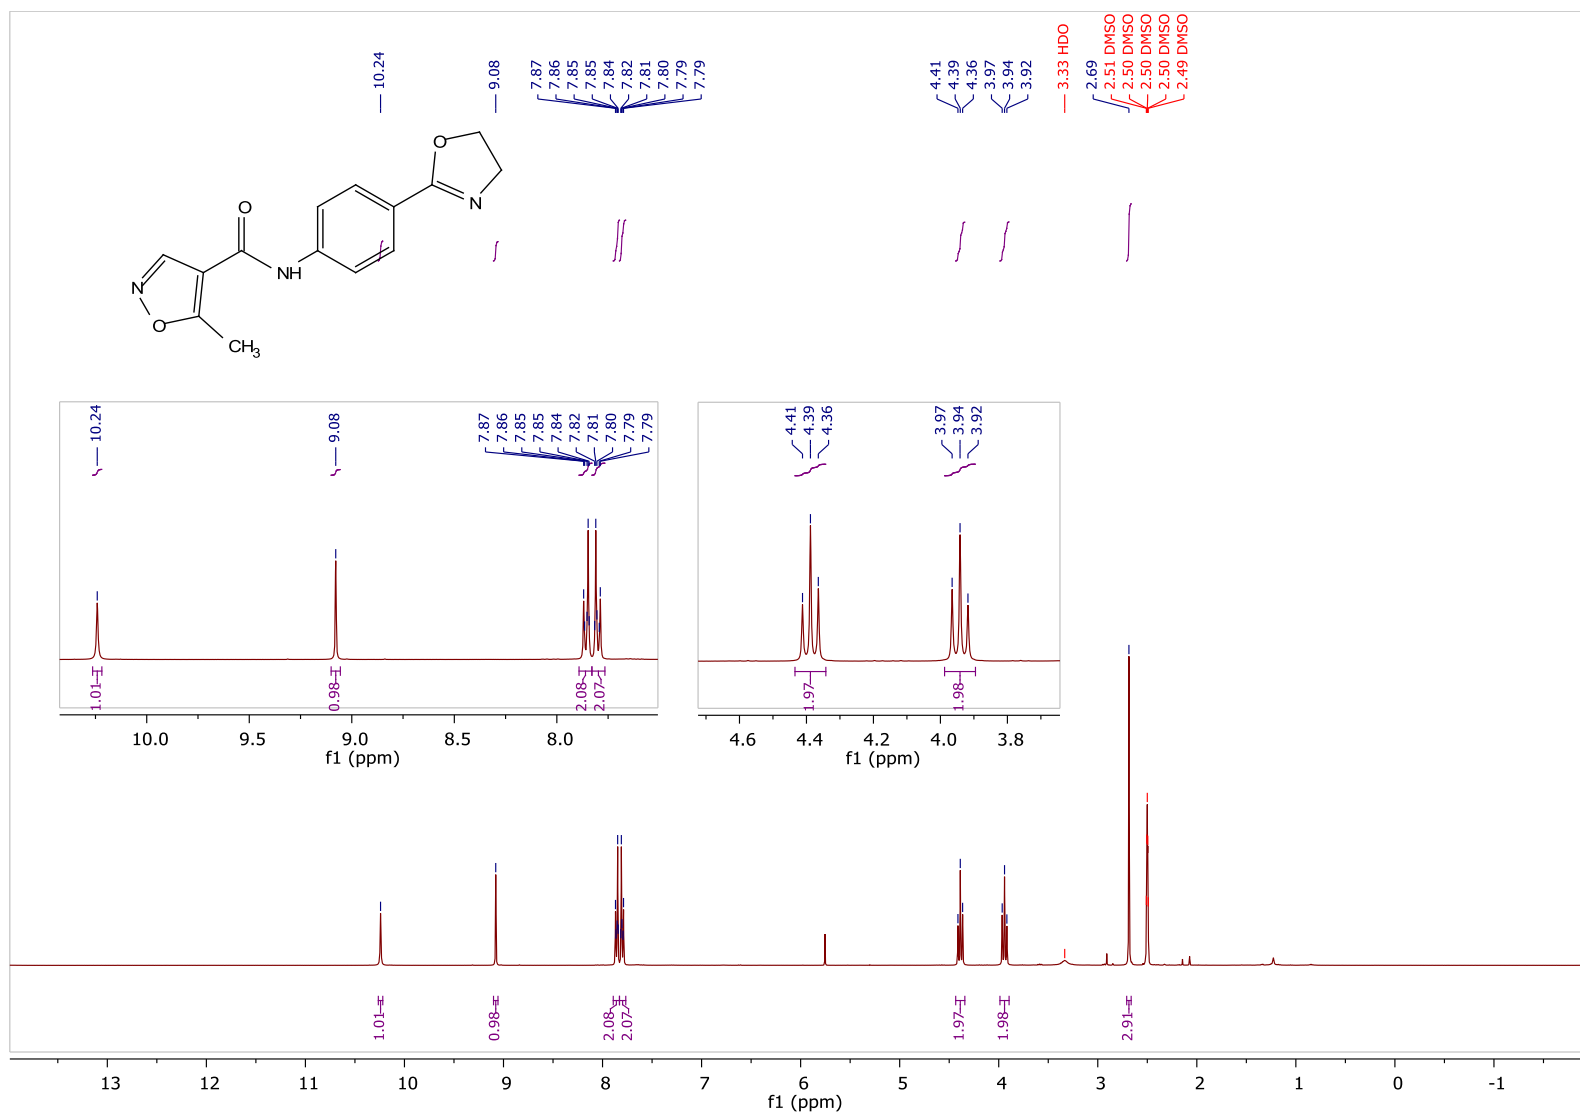 10.24
9.08
7.87
7.86
7.85
7.85
7.84
7.82
7.81
7.80
7.79
7.79
4.41
4.39
4.36
3.97
3.94
3.92
3.33 HDO
2.69
2.51 DMSO
2.50 DMSO
2.50 DMSO
2.50 DMSO
2.49 DMSO
O
N
O
NH
N
O
CH3
10.24
9.08
7.87
7.86
7.85
7.85
7.84
7.82
7.81
7.80
7.79
7.79
1.01
0.98
2.08
2.07
10.0 9.5 9.0 8.5 8.0
f1 (ppm)
4.41
4.39
4.36
3.97
3.94
3.92
1.97
1.98
4.6 4.4 4.2 4.0 3.8
f1 (ppm)
1.01
0.98
2.08
2.07
1.97
1.98
2.91
13 12 11 10 9 8 7 6 5 4 3 2 1 0 -1
f1 (ppm)